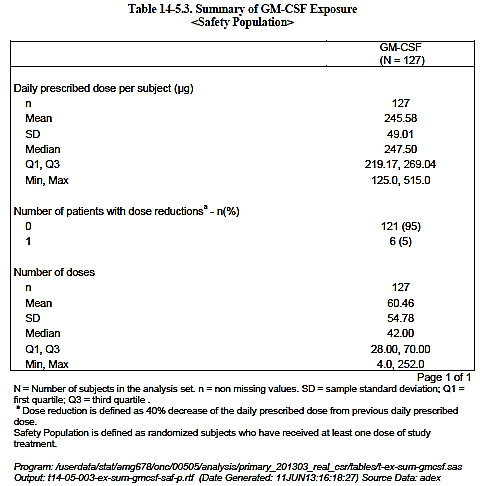 Table 14-5.3. Summary of GM-CSF Exposure
<Safety Population>
GM-CSF
(N = 127)
Daily prescribed dose per subject (µg)
n 127
Mean 245.58
SD 49.01
Median 247.50
Q1, Q3 219.17, 269.04
Min, Max 125.0, 515.0
Number of patients with dose reductionsª - n(%)
0 121 (95)
1 6 (5)
Number of doses
n 127
Mean 60.46
SD 54.78
Median 42.00
Q1, Q3 28.00, 70.00
Min, Max 4.0, 252.0
Page 1 of 1
N = Number of subjects in the analysis set. n = non missing values. SD = sample standard deviation; Q1 =
first quartile; Q3 = third quartile .
ª Dose reduction is defined as 40% decrease of the daily prescribed dose from previous daily prescribed
dose.
Safety Population is defined as randomized subjects who have received at least one dose of study
treatment.
Program: /userdata/stat/amg678/onc/00505/analysis/primary_201303_real_csr/tables/t-ex-sum-gmcsf.sas
Output: t14-05-003-ex-sum-gmcsf-saf-p.rtf (Date Generated: 11JUN13:16:18:27) Source Data: adex